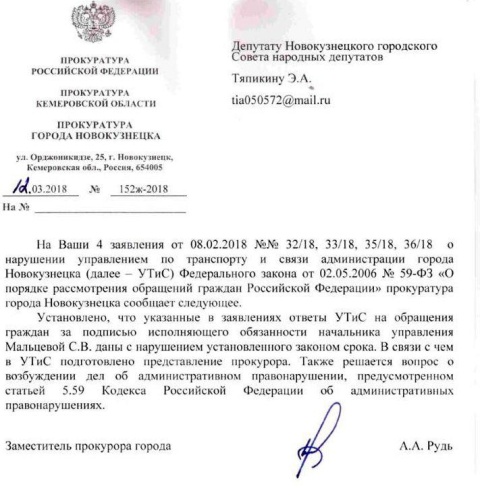 ПРОКУРАТУРА
РОССИЙСКОЙ ФЕДЕРАЦИИ
ПРОКУРАТУРА
КЕМЕРОВСКОЙ ОБЛАСТИ
ПРОКУРАТУРА
ГОРОДА НОВОКУЗНЕЦКА
ул. Орджоникидзе, 25, г. Новокузнецк,
Кемеровская обл., Россия, 654005
.03.2018 № 152ж-2018
На №
Депутату Новокузнецкого городского
Совета народных депутатов
Тяпикину Э.А.
tia050572@mail.ru
На Ваши 4 заявления от 08.02.2018 №№ 32/18, 33/18, 35/18, 36/18 о
нарушении управлением по транспорту и связи администрации города
Новокузнецка (далее – УТиС) Федерального закона от 02.05.2006 № 59-ФЗ «О
порядке рассмотрения обращений граждан Российской Федерации» прокуратура
города Новокузнецка сообщает следующее.
Установлено, что указанные в заявлениях ответы УТиС на обращения
граждан за подписью исполняющего обязанности начальника управления
Мальцевой С.В. даны с нарушением установленного законом срока. В связи с чем
в УТиС подготовлено представление прокурора. Также решается вопрос о
возбуждении дел об административном правонарушении, предусмотренном
статьей 5.59 Кодекса Российской Федерации об административных
правонарушениях.
Заместитель прокурора города А.А. Рудь